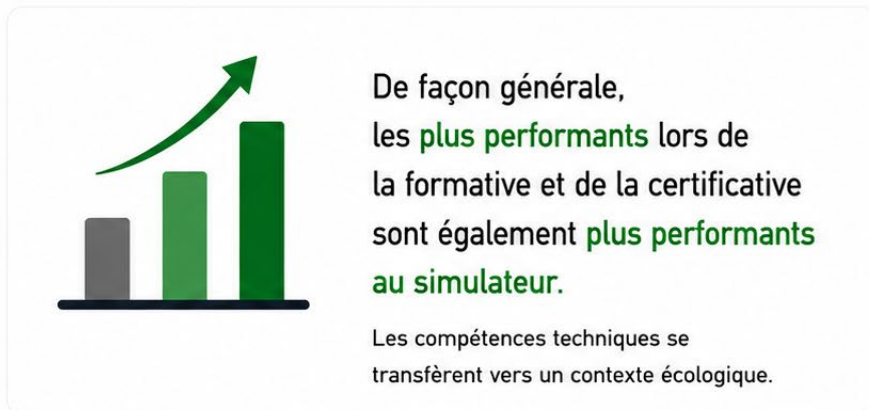 De façon générale,
les plus performants lors de
la formative et de la certificative
sont également plus performants
au simulateur.
Les compétences techniques se
transfèrent vers un contexte écologique.